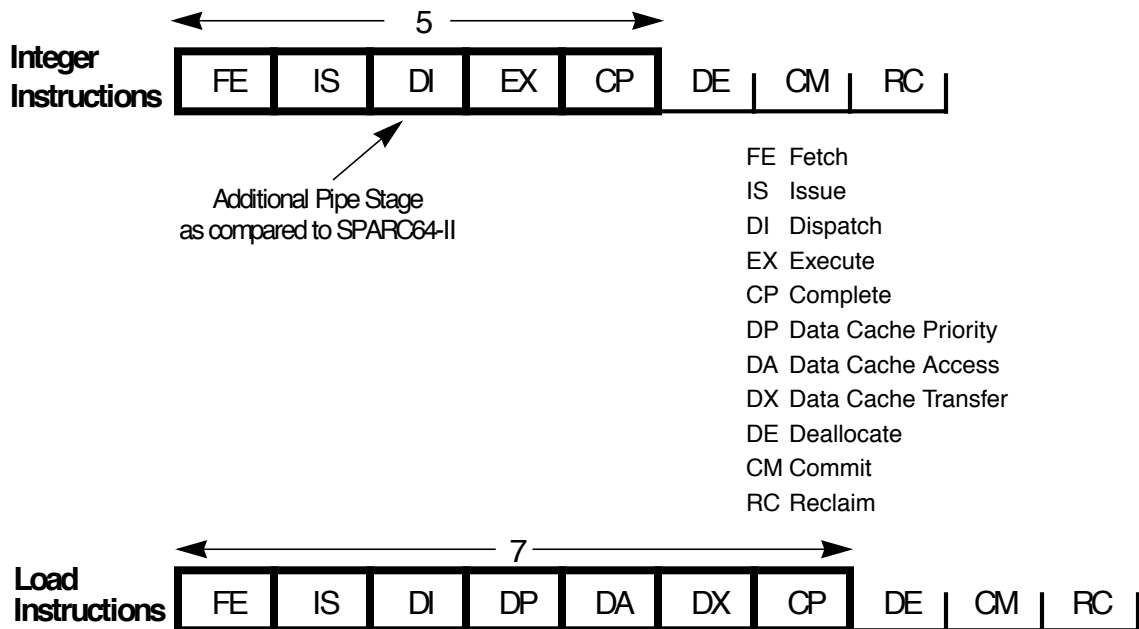 5
Integer
Instructions FE IS DI EX CP DE CM RC
Additional Pipe Stage
as compared to SPARC64-II
FE Fetch
IS Issue
DI Dispatch
EX Execute
CP Complete
DP Data Cache Priority
DA Data Cache Access
DX Data Cache Transfer
DE Deallocate
CM Commit
RC Reclaim
7
Load
Instructions FE IS DI DP DA DX CP DE CM RC